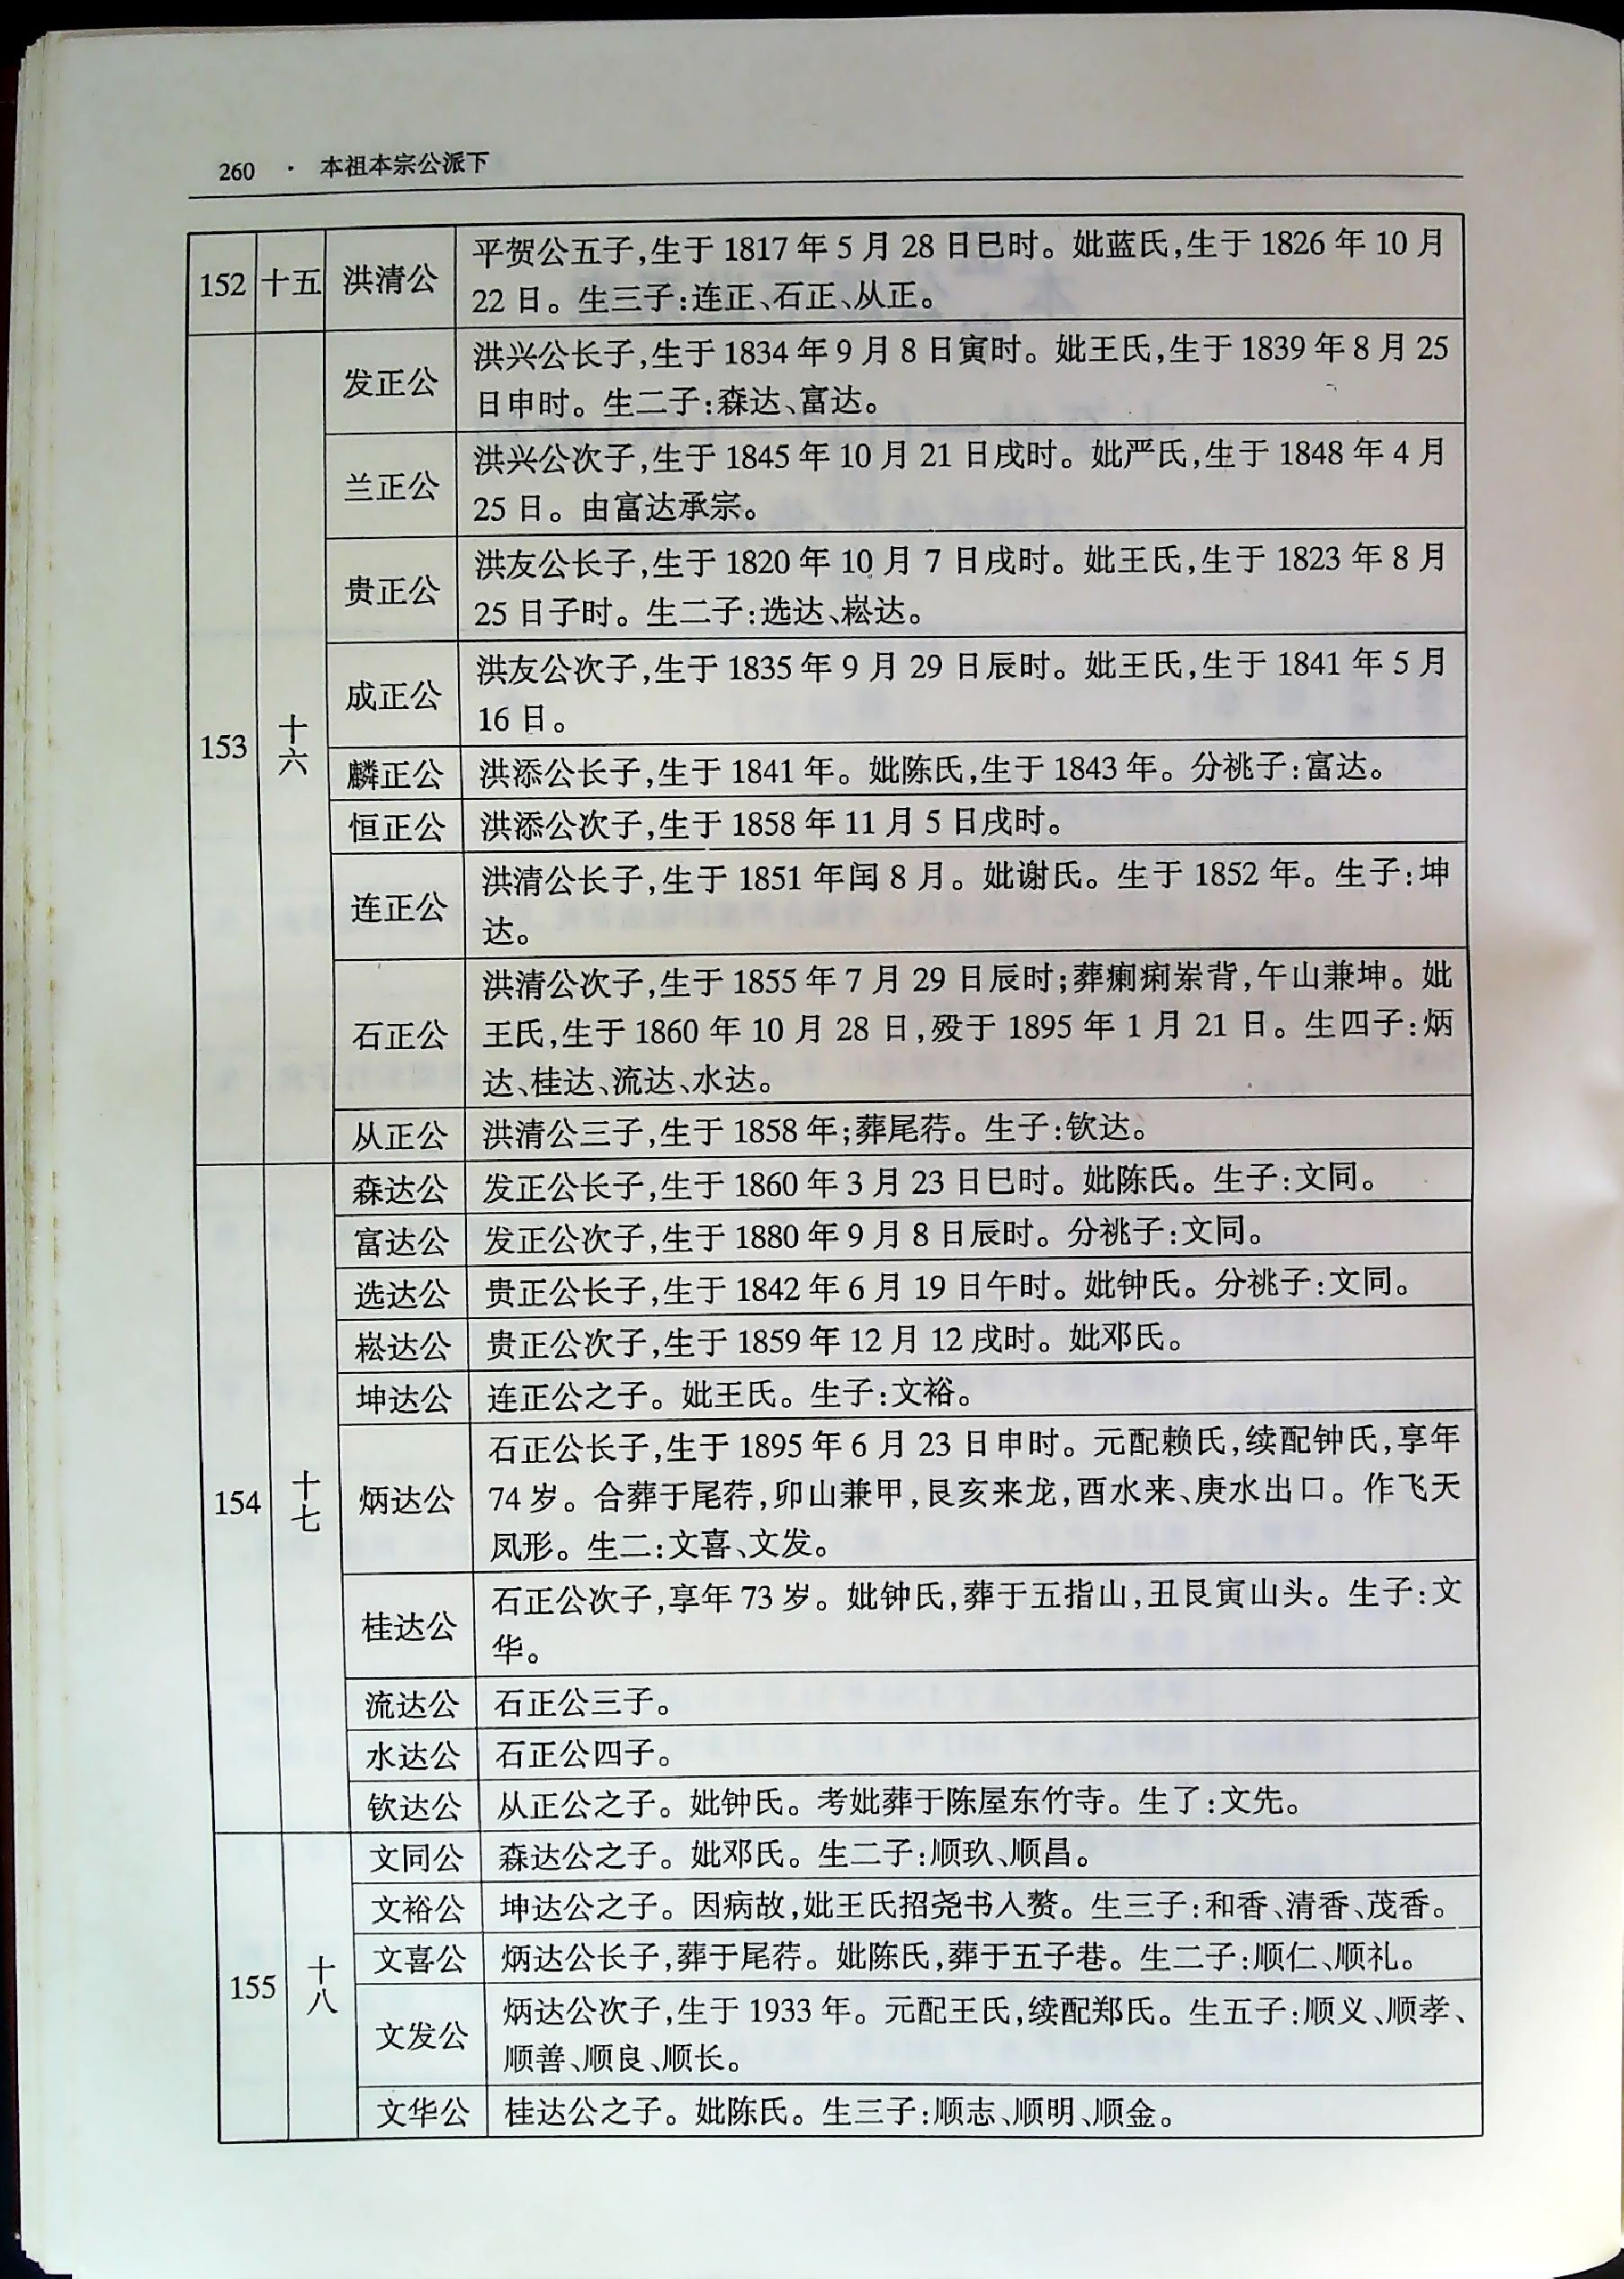 260 · 本祖本宗公派下
152 十五 洪清公 平贺公五子,生于 1817 年 5 月 28 日巳时。妣蓝氏,生于 1826 年 10 月
22 日。生三子:连正、石正、从正。
153 十六 发正公 洪兴公长子,生于 1834 年 9 月 8 日寅时。妣王氏,生于 1839 年 8 月 25
日申时。生二子:森达、富达。
兰正公 洪兴公次子,生于 1845 年 10 月 21 日戌时。妣严氏,生于 1848 年 4 月
25 日。由富达承宗。
贵正公 洪友公长子,生于 1820 年 10 月 7 日戌时。妣王氏,生于 1823 年 8 月
25 日子时。生二子:选达、崧达。
成正公 洪友公次子,生于 1835 年 9 月 29 日辰时。妣王氏,生于 1841 年 5 月
16 日。
麟正公 洪添公长子,生于 1841 年。妣陈氏,生于 1843 年。分祧子:富达。
恒正公 洪添公次子,生于 1858 年 11 月 5 日戌时。
连正公 洪清公长子,生于 1851 年闰 8 月。妣谢氏。生于 1852 年。生子:坤
达。
石正公 洪清公次子,生于 1855 年 7 月 29 日辰时;葬瘌痢岽背,午山兼坤。妣
王氏,生于 1860 年 10 月 28 日,殁于 1895 年 1 月 21 日。生四子:炳
达、桂达、流达、水达。
从正公 洪清公三子,生于 1858 年;葬尾荇。生子:钦达。
154 十七 森达公 发正公长子,生于 1860 年 3 月 23 日巳时。妣陈氏。生子:文同。
富达公 发正公次子,生于 1880 年 9 月 8 日辰时。分祧子:文同。
选达公 贵正公长子,生于 1842 年 6 月 19 日午时。妣钟氏。分祧子:文同。
崧达公 贵正公次子,生于 1859 年 12 月 12 戌时。妣邓氏。
坤达公 连正公之子。妣王氏。生子:文裕。
炳达公 石正公长子,生于 1895 年 6 月 23 日申时。元配赖氏,续配钟氏,享年
74 岁。合葬于尾荇,卯山兼甲,艮亥来龙,酉水来、庚水出口。作飞天
凤形。生二:文喜、文发。
桂达公 石正公次子,享年 73 岁。妣钟氏,葬于五指山,丑艮寅山头。生子:文
华。
流达公 石正公三子。
水达公 石正公四子。
钦达公 从正公之子。妣钟氏。考妣葬于陈屋东竹寺。生了:文先。
155 十八 文同公 森达公之子。妣邓氏。生二子:顺玖、顺昌。
文裕公 坤达公之子。因病故,妣王氏招尧书入赘。生三子:和香、清香、茂香。
文喜公 炳达公长子,葬于尾荇。妣陈氏,葬于五子巷。生二子:顺仁、顺礼。
文发公 炳达公次子,生于 1933 年。元配王氏,续配郑氏。生五子:顺义、顺孝、
顺善、顺良、顺长。
文华公 桂达公之子。妣陈氏。生三子:顺志、顺明、顺金。